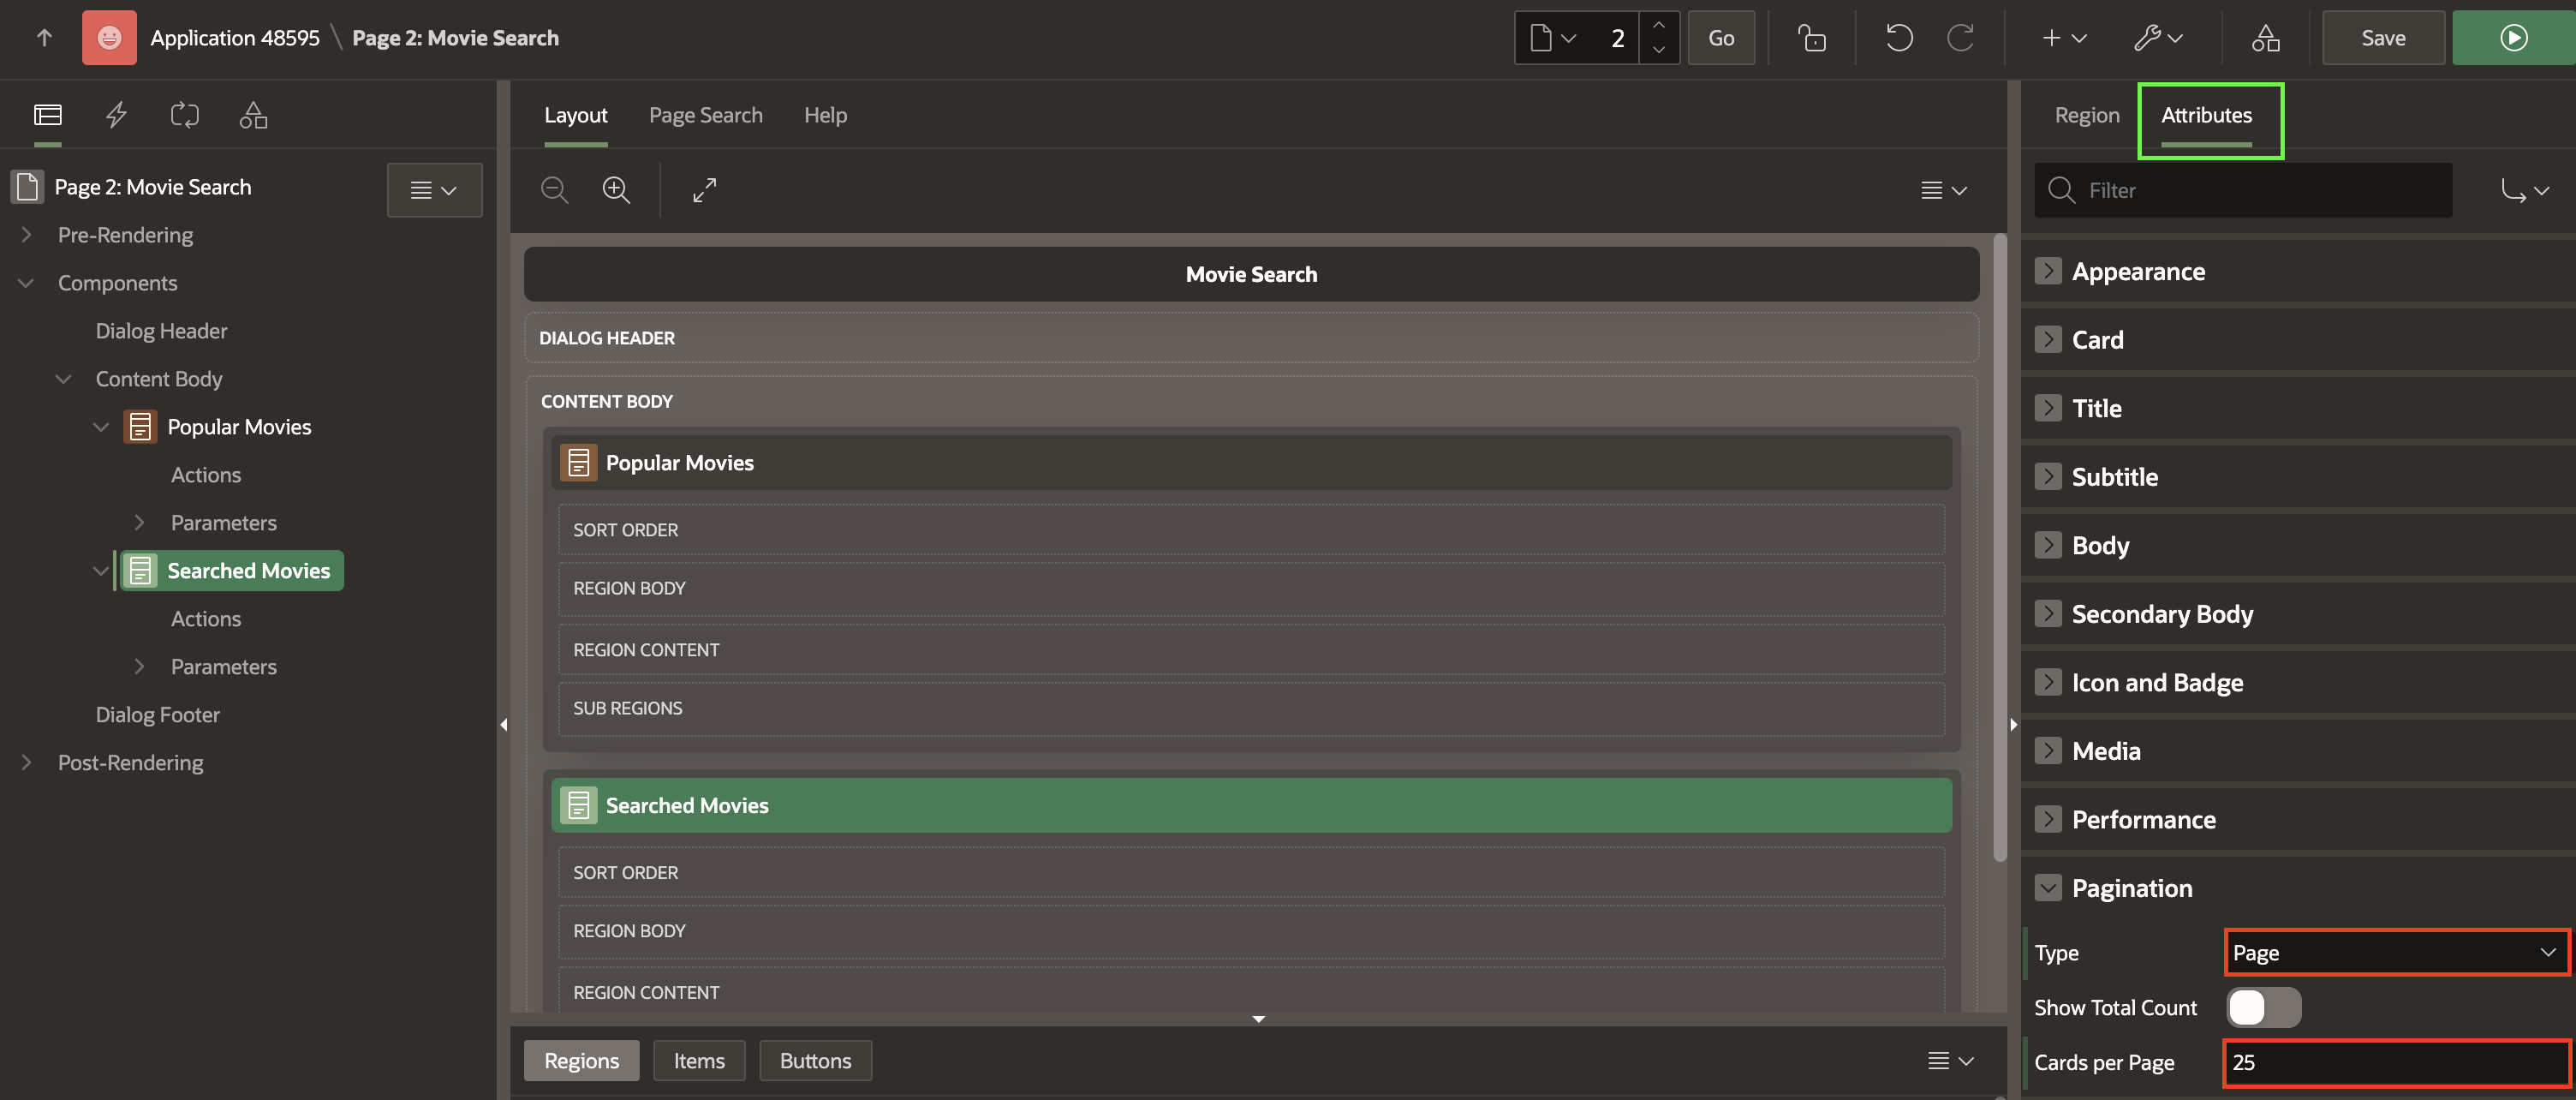 Application 48595 \ Page 2: Movie Search
2
Go
Save
Page 2: Movie Search
Pre-Rendering
Components
Dialog Header
Content Body
Popular Movies
Actions
Parameters
Searched Movies
Actions
Parameters
Dialog Footer
Post-Rendering
Layout
Page Search
Help
Movie Search
DIALOG HEADER
CONTENT BODY
Popular Movies
SORT ORDER
REGION BODY
REGION CONTENT
SUB REGIONS
Searched Movies
SORT ORDER
REGION BODY
REGION CONTENT
Regions
Items
Buttons
Region
Attributes
Filter
Appearance
Card
Title
Subtitle
Body
Secondary Body
Icon and Badge
Media
Performance
Pagination
Type
Page
Show Total Count
Cards per Page
25